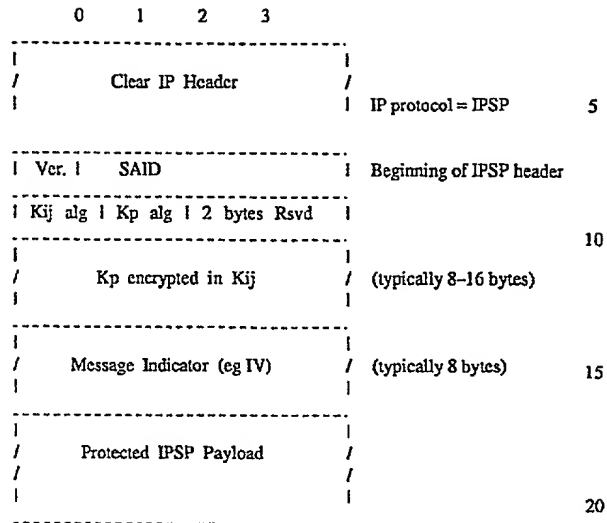 0 1 2 3
Clear IP Header
IP protocol = IPSP 5
Ver. SAID Beginning of IPSP header
Kij alg Kp alg 2 bytes Rsvd
10
Kp encrypted in Kij (typically 8–16 bytes)
Message Indicator (eg IV) (typically 8 bytes) 15
Protected IPSP Payload
20